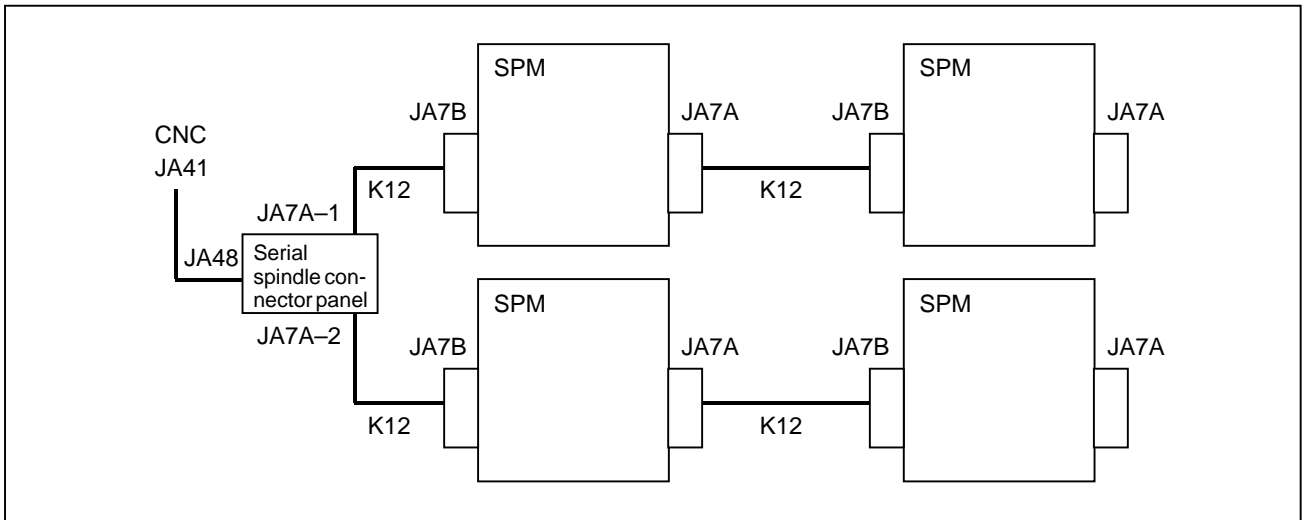 SPM
SPM
JA7B
JA7A
JA7B
JA7A
CNC
JA41
K12
K12
JA7A–1
JA48
Serial
spindle con-
nector panel
SPM
SPM
JA7A–2
JA7B
JA7A
JA7B
JA7A
K12
K12